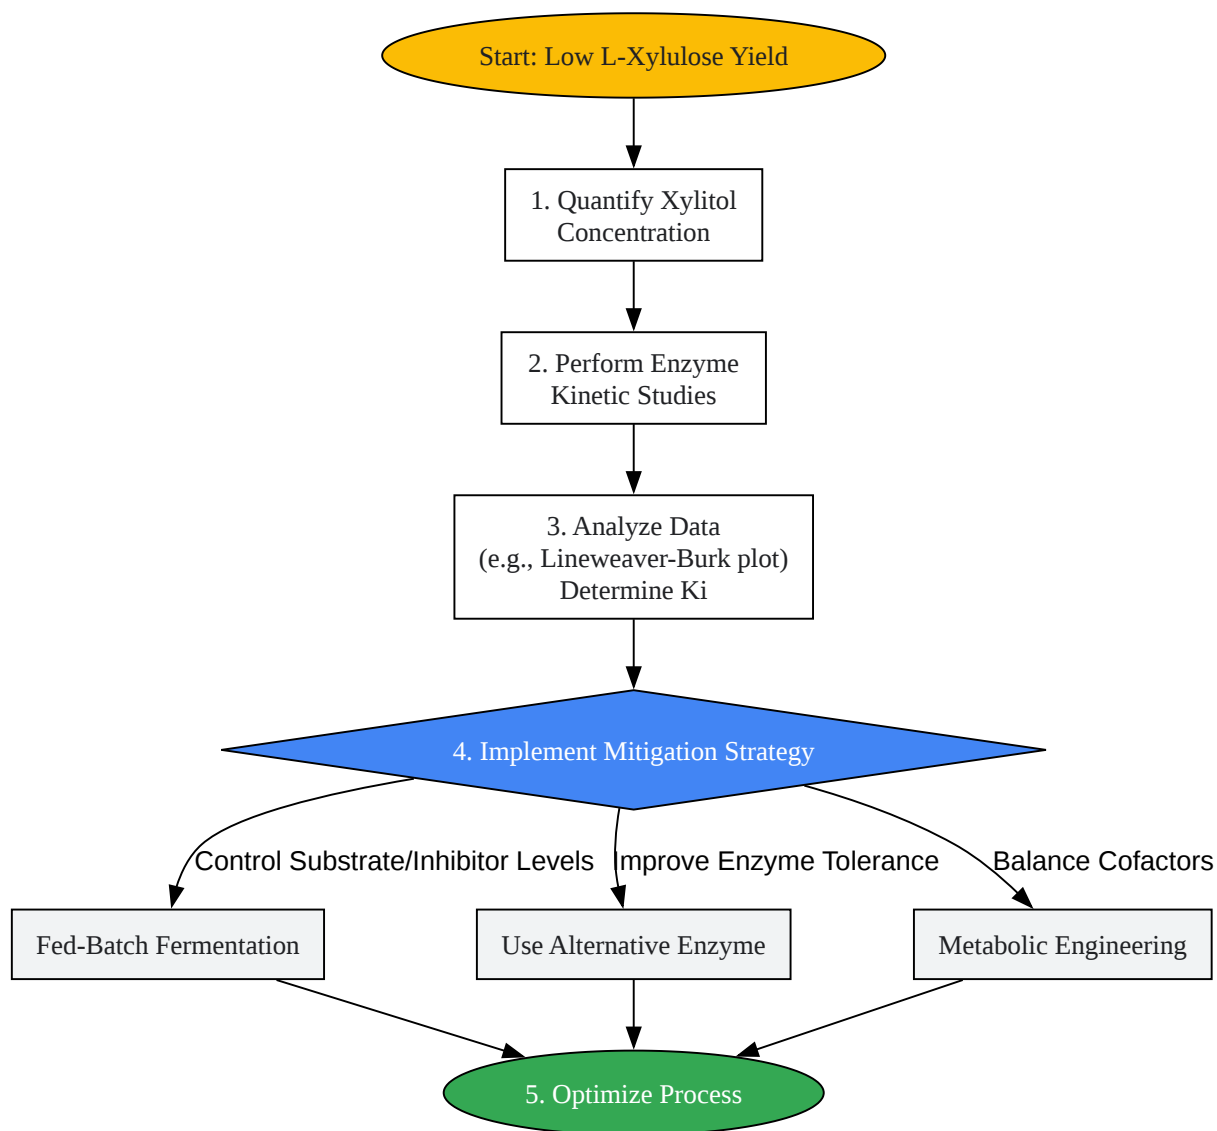 Start: Low L-Xylulose Yield
1. Quantify Xylitol
Concentration
2. Perform Enzyme
Kinetic Studies
3. Analyze Data
(e.g., Lineweaver-Burk plot)
Determine Ki
4. Implement Mitigation Strategy
Control Substrate/Inhibitor Levels
Improve Enzyme Tolerance
Balance Cofactors
Fed-Batch Fermentation
Use Alternative Enzyme
Metabolic Engineering
5. Optimize Process